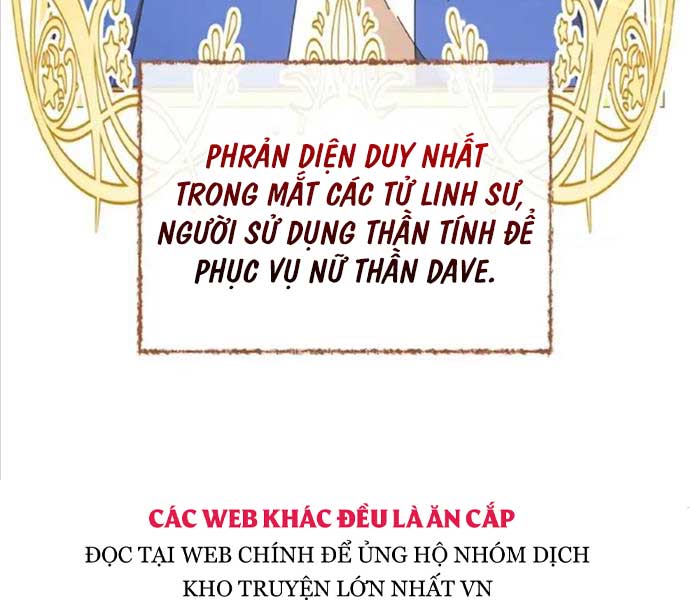 PHRẢN DIỆN DUY NHẤT
TRONG MẮT CÁC TỬ LINH SƯ,
NGƯỜI SỬ DỤNG THẦN TÍNH ĐỂ
PHỤC VỤ NỮ THẦN DAVE.
CÁC WEB KHÁC ĐỀU LÀ ĂN CẮP
ĐỌC TẠI WEB CHÍNH ĐỂ ỦNG HỘ NHÓM DỊCH
KHO TRUYỆN LỚN NHẤT VN